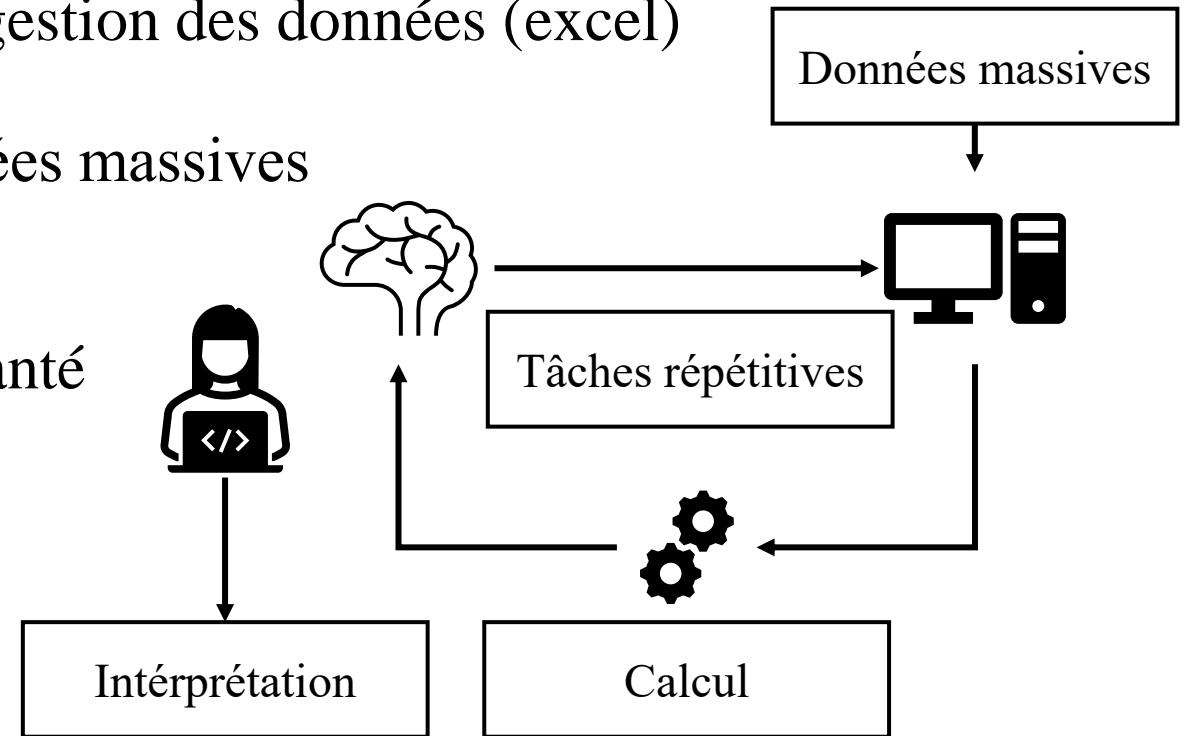 gestion des données (excel)
Données massives
ées massives
anté
Tâches répétitives
</>
Intérprétation
Calcul